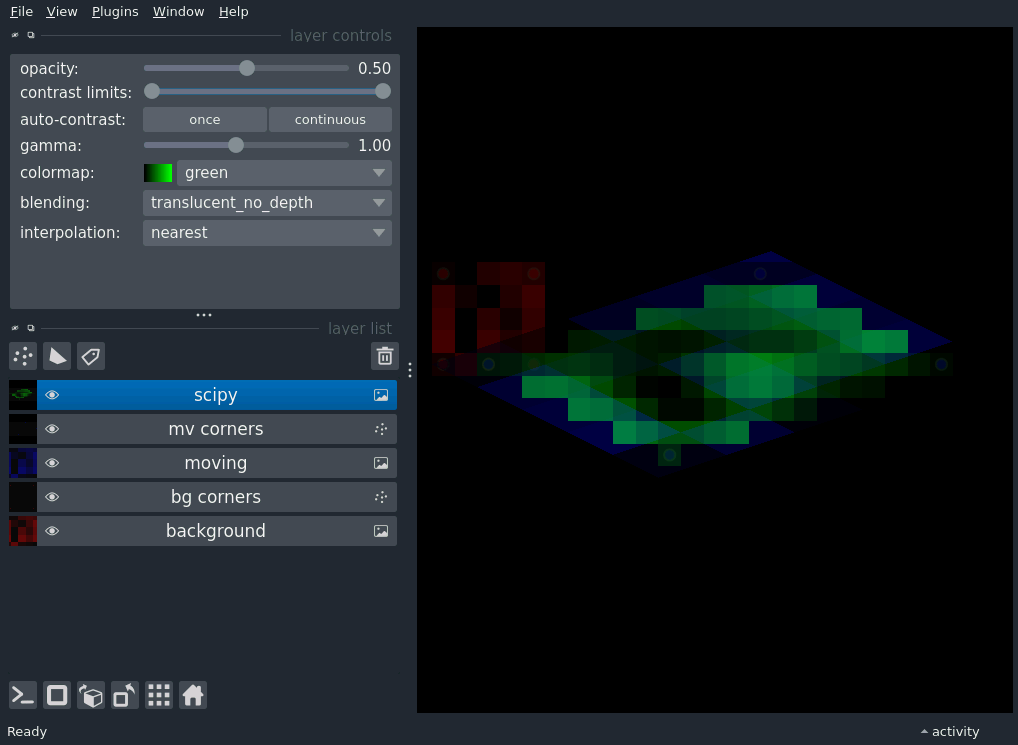 File View Plugins Window Help
layer controls
opacity: 0.50
contrast limits:
auto-contrast: once continuous
gamma: 1.00
colormap: green
blending: translucent_no_depth
interpolation: nearest
layer list
scipy
mv corners
moving
bg corners
background
Ready activity